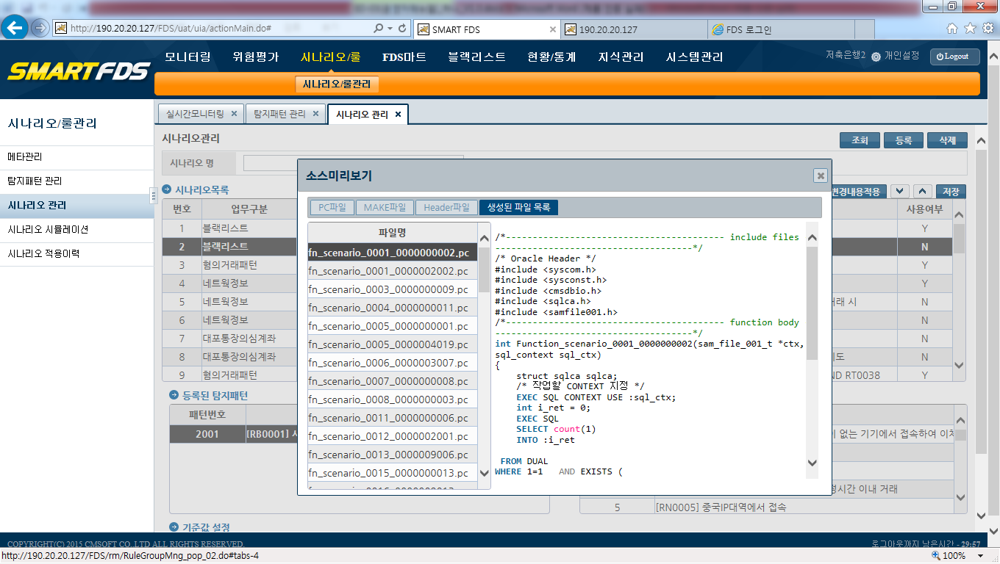 http://190.20.20.127/FDS/uat/uia/actionMain.do#
SMART FDS
190.20.20.127
FDS 로그인
SMARTFDS
모니터링 위험평가 시나리오/룰 FDS마트 블랙리스트 현황/통계 지식관리 시스템관리
저축은행2 개인설정 Logout
시나리오/룰관리
시나리오/룰관리
메타관리
탐지패턴 관리
시나리오 관리
시나리오 시뮬레이션
시나리오 적용이력
실시간모니터링 탐지패턴 관리 시나리오 관리
시나리오관리
조회 등록 삭제
시나리오 명
시나리오목록
변경내용적용 저장
번호 업무구분 사용여부
1 블랙리스트 Y
2 블랙리스트 N
3 혐의거래패턴 Y
4 네트웍정보 Y
5 네트웍정보 거래 시 N
6 네트웍정보 N
7 대포통장의심계좌 N
8 대포통장의심계좌 N
9 혐의거래패턴 ND RT0038 Y
등록된 탐지패턴
패턴번호
2001 [RB0001]
이 없는 기기에서 접속하여 이체
정시간 이내 거래
5 [RN0005] 중국IP대역에서 접속
기준값 설정
소스미리보기
PC파일 MAKE파일 Header파일 생성된 파일 목록
파일명
fn_scenario_0001_0000000002.pc
fn_scenario_0001_0000002002.pc
fn_scenario_0003_0000000009.pc
fn_scenario_0004_0000000011.pc
fn_scenario_0005_0000000001.pc
fn_scenario_0005_0000004019.pc
fn_scenario_0006_0000003007.pc
fn_scenario_0007_0000000008.pc
fn_scenario_0008_0000000003.pc
fn_scenario_0011_0000000006.pc
fn_scenario_0012_0000002001.pc
fn_scenario_0013_0000009006.pc
fn_scenario_0015_0000000013.pc
/*----------------------------------------- include files
-------------------------------------*/
/* Oracle Header */
#include <syscom.h>
#include <sysconst.h>
#include <cmsdbio.h>
#include <sqlca.h>
#include <samfile001.h>
/*----------------------------------------- function body
-------------------------------------*/
int Function_scenario_0001_0000000002(sam_file_001_t *ctx,
sql_context sql_ctx)
{
struct sqlca sqlca;
/* 작업할 CONTEXT 지정 */
EXEC SQL CONTEXT USE :sql_ctx;
int i_ret = 0;
EXEC SQL
SELECT count(1)
INTO :i_ret
FROM DUAL
WHERE 1=1 AND EXISTS (
COPYRIGHT(C) 2015 CMSOFT CO.,LTD ALL RIGHTS RESERVED.
로그아웃까지 남은시간 - 29:57
http://190.20.20.127/FDS/rm/RuleGroupMng_pop_02.do#tabs-4
100%